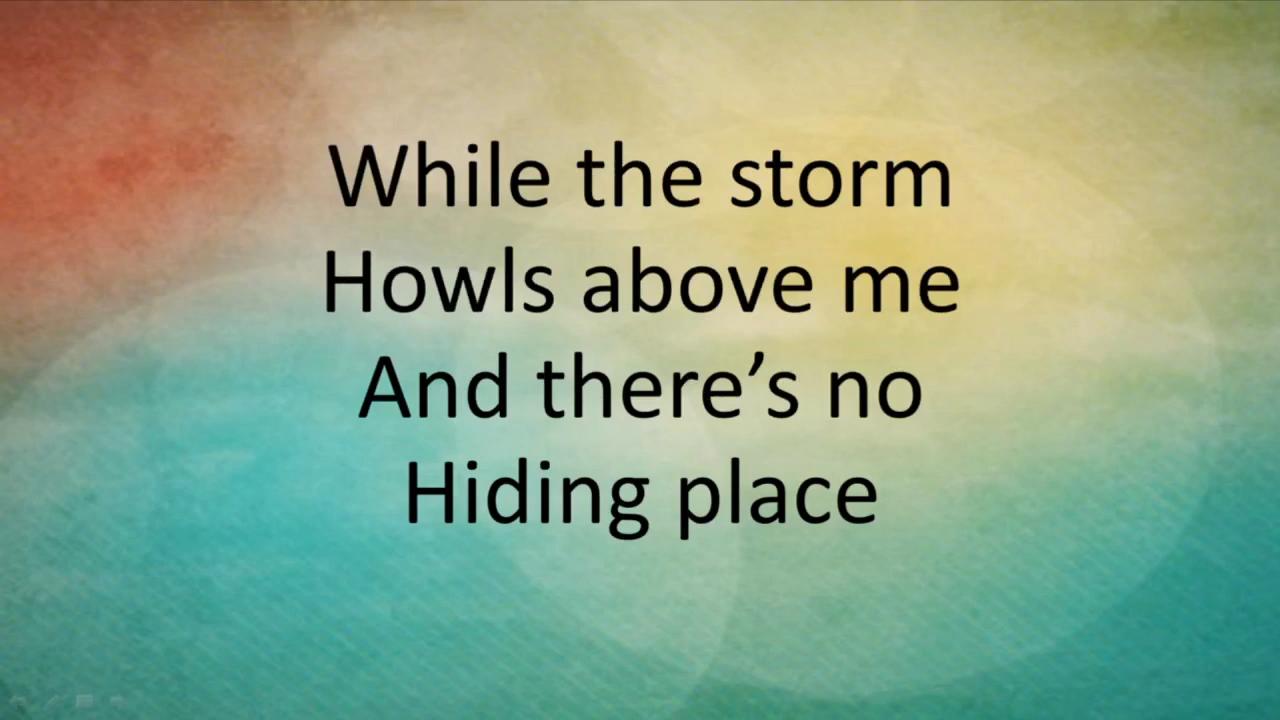 While the storm
Howls above me
And there’s no
Hiding place